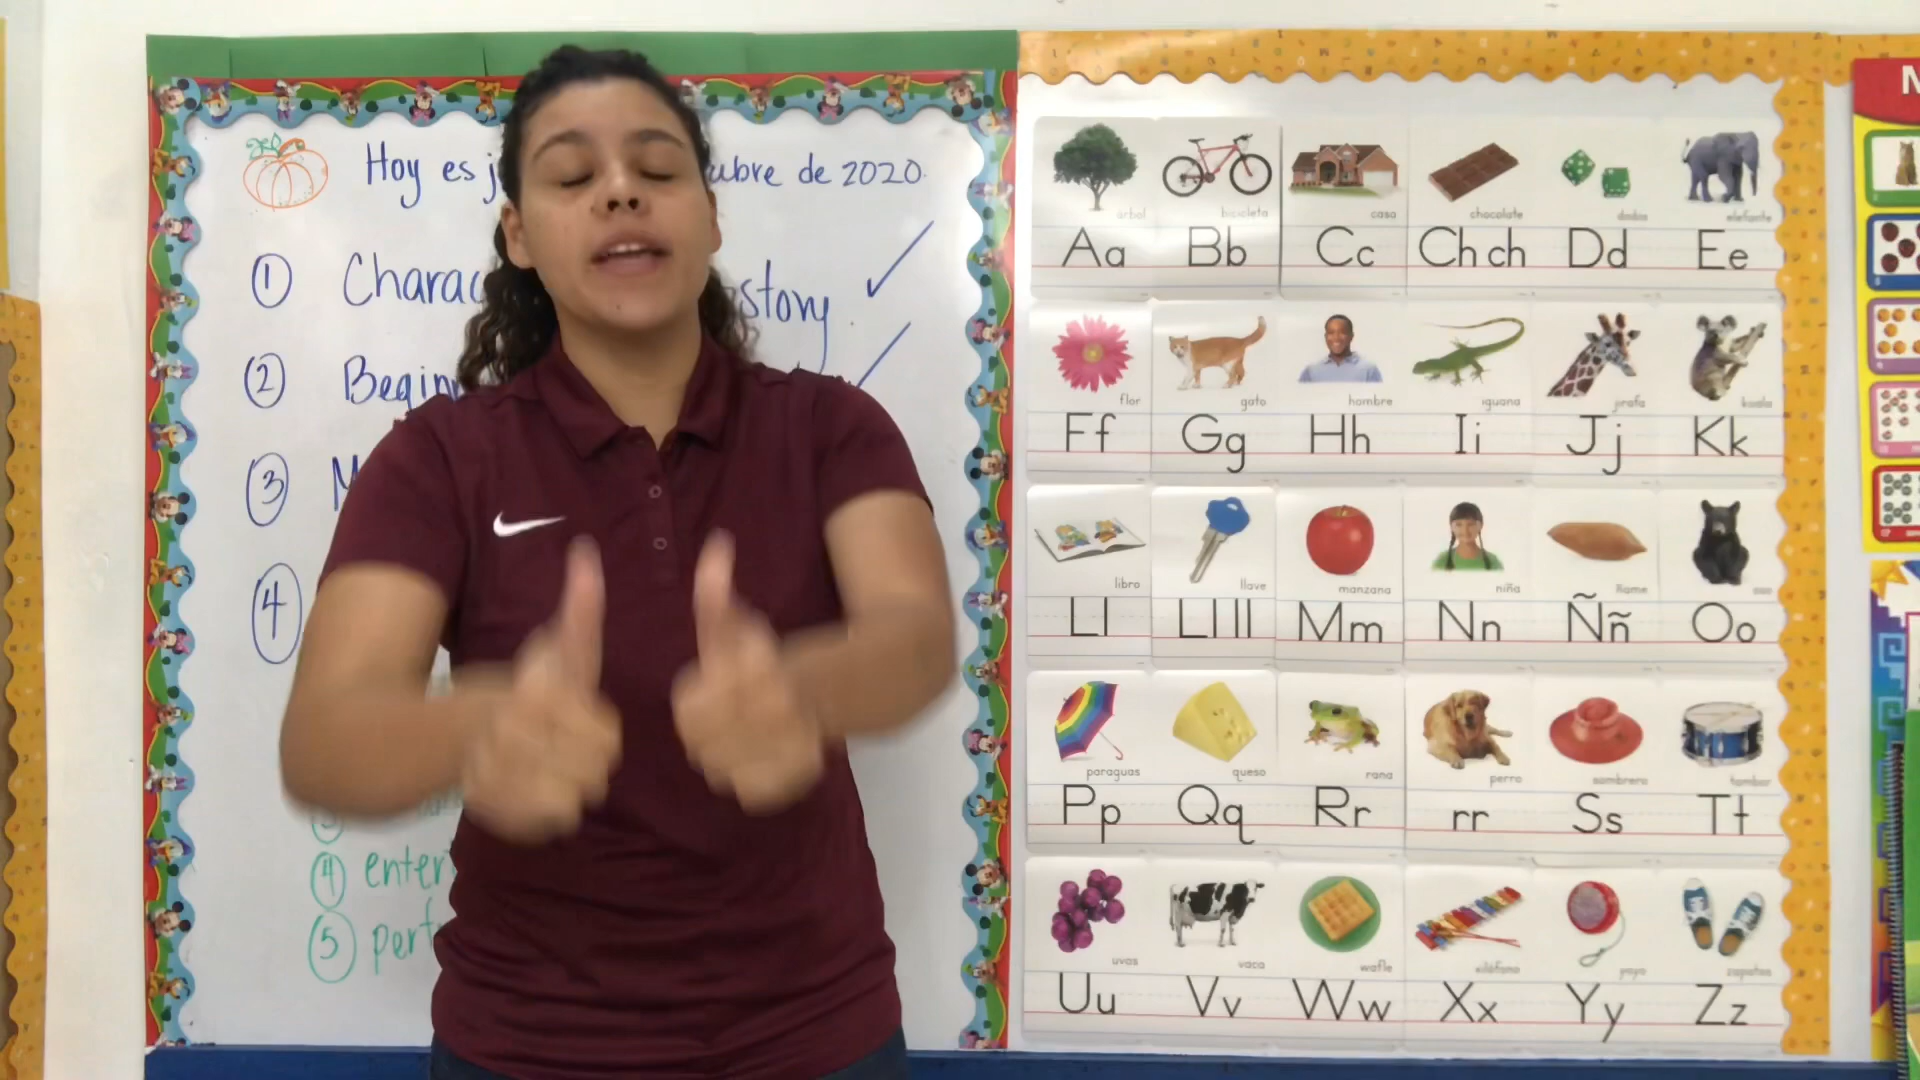 Hoy es j ubre de 2020.
① Charac story
② Beginn
③ M
④
③
④ enter
⑤ perf
árbol bicicleta casa chocolate dados elefante
Aa Bb Cc Ch ch Dd Ee
flor gato hombre iguana jirafa koala
Ff Gg Hh Ii Jj Kk
libro llave manzana niña ñame oso
Ll Ll ll Mm Nn Ññ Oo
paraguas queso rana perro sombrero tambor
Pp Qq Rr rr Ss Tt
uvas vaca wafle xilófono yoyo zapatos
Uu Vv Ww Xx Yy Zz
N